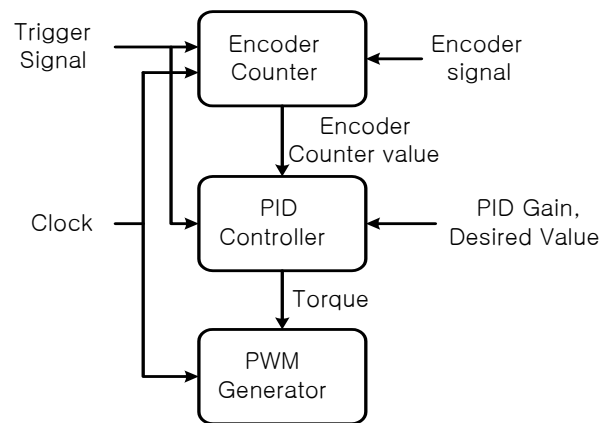 Trigger
Signal
Encoder
Counter
Encoder
signal
Encoder
Counter value
Clock
PID
Controller
PID Gain,
Desired Value
Torque
PWM
Generator